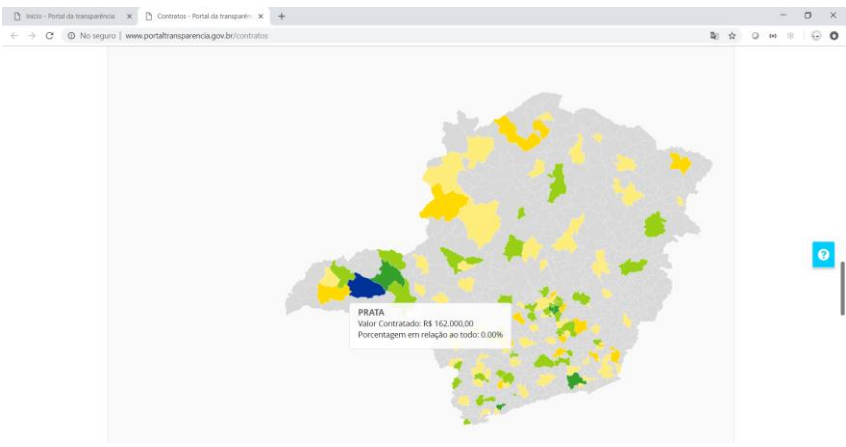 Início - Portal da transparência
Contratos - Portal da transparên
No seguro | www.portaltransparencia.gov.br/contratos
PRATA
Valor Contratado: R$ 162.000,00
Porcentagem em relação ao todo: 0.00%
?